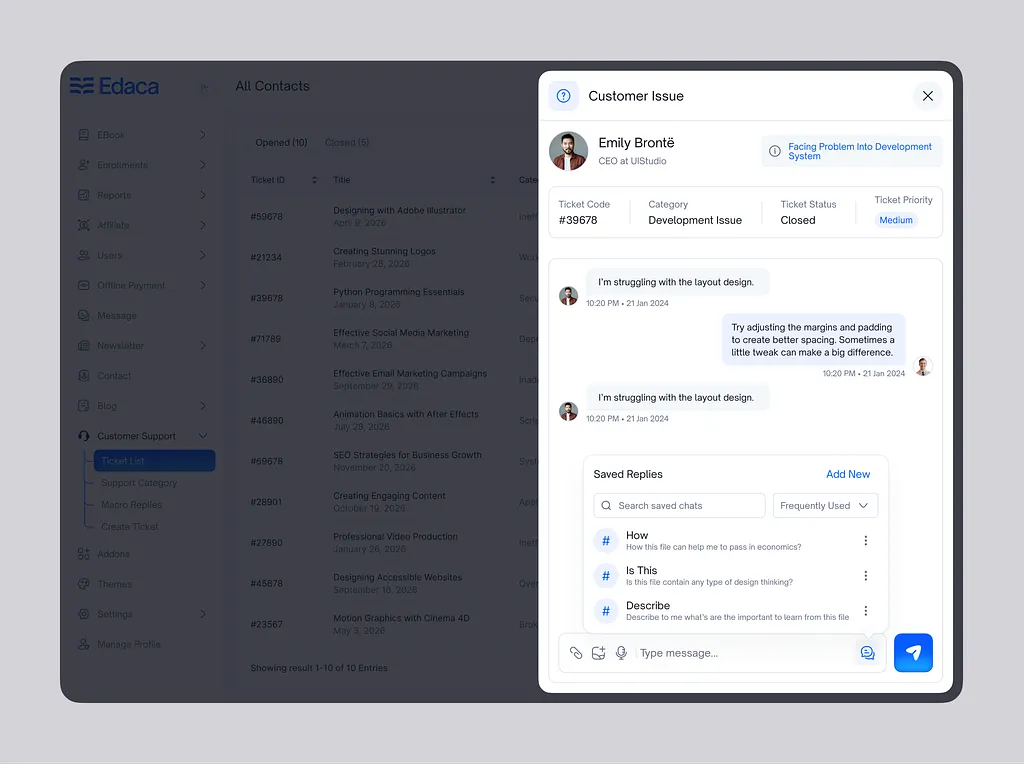 Edaca
All Contacts
EBook
Enrollments
Reports
Affiliate
Users
Offline Payment
Message
Newsletter
Contact
Blog
Customer Support
Ticket List
Support Category
Macro Replies
Create Ticket
Addons
Themes
Settings
Manage Profile
Opened (10) Closed (5)
Ticket ID Title
#59678 Designing with Adobe Illustrator
April 9, 2026
#21234 Creating Stunning Logos
February 25, 2026
#39678 Python Programming Essentials
January 8, 2026
#71789 Effective Social Media Marketing
March 7, 2026
#36890 Effective Email Marketing Campaigns
September 29, 2026
#46890 Animation Basics with After Effects
July 28, 2026
#69678 SEO Strategies for Business Growth
November 20, 2026
#28901 Creating Engaging Content
October 19, 2026
#27890 Professional Video Production
January 26, 2026
#45678 Designing Accessible Websites
September 16, 2026
#23567 Motion Graphics with Cinema 4D
May 3, 2026
Showing result 1-10 of 10 Entries
Customer Issue
Emily Brontë
CEO at UIStudio
Facing Problem Into Development
System
Ticket Code Category Ticket Status Ticket Priority
#39678 Development Issue Closed Medium
I'm struggling with the layout design.
10:20 PM • 21 Jan 2024
Try adjusting the margins and padding
to create better spacing. Sometimes a
little tweak can make a big difference.
10:20 PM • 21 Jan 2024
I'm struggling with the layout design.
10:20 PM • 21 Jan 2024
Saved Replies Add New
Search saved chats Frequently Used
# How
How this file can help me to pass in economics?
# Is This
Is this file contain any type of design thinking?
# Describe
Describe to me what's are the important to learn from this file
Type message...